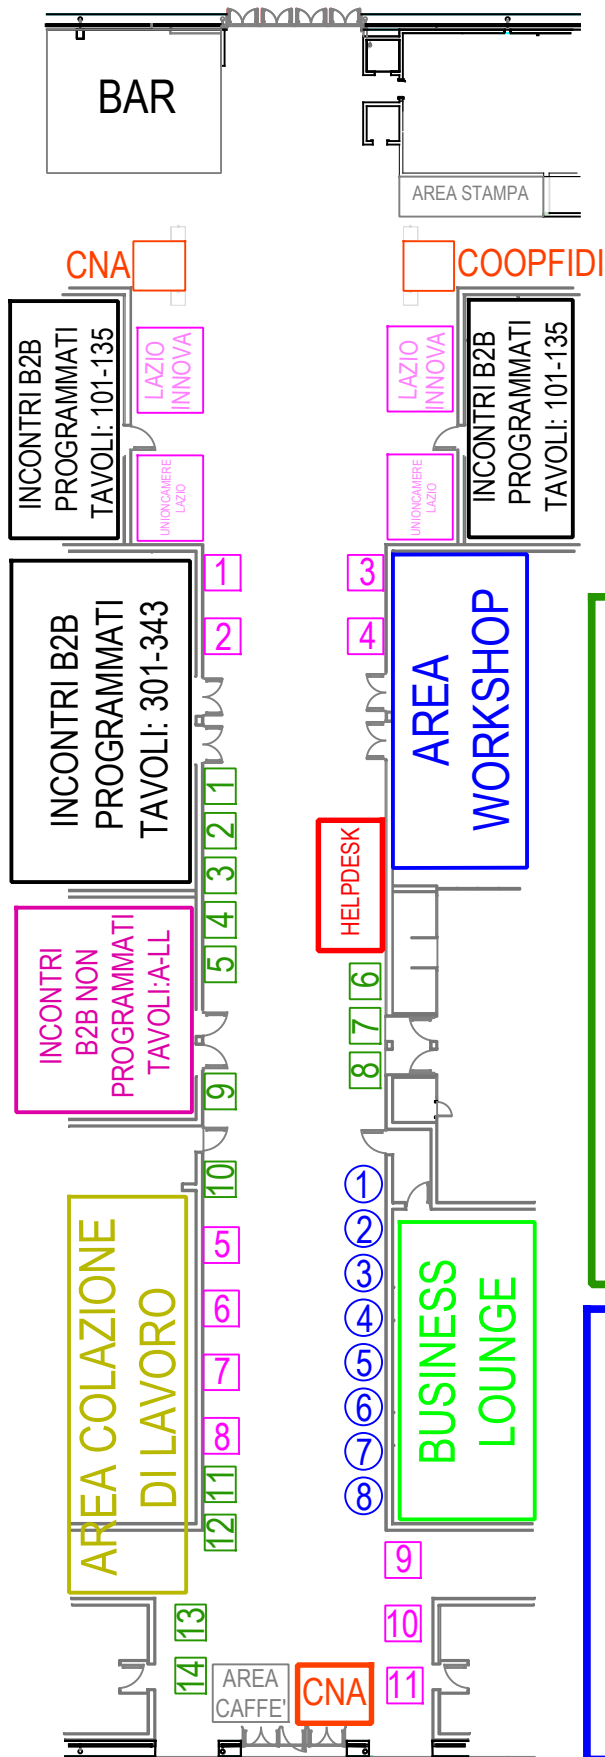 BAR
AREA STAMPA
CNA
COOPFIDI
INCONTRI B2B
PROGRAMMATI
TAVOLI: 101-135
LAZIO
INNOVA
LAZIO
INNOVA
INCONTRI B2B
PROGRAMMATI
TAVOLI: 101-135
UNIONCAMERE
LAZIO
UNIONCAMERE
LAZIO
1
3
2
4
INCONTRI B2B
PROGRAMMATI
TAVOLI: 301-343
AREA
WORKSHOP
1
2
3
4
5
HELPDESK
6
7
8
INCONTRI
B2B NON
PROGRAMMATI
TAVOLI:A-LL
9
10
5
6
7
8
11
12
1
2
3
4
5
6
7
8
AREA COLAZIONE
DI LAVORO
BUSINESS
LOUNGE
9
10
11
13
14
AREA
CAFFE'
CNA